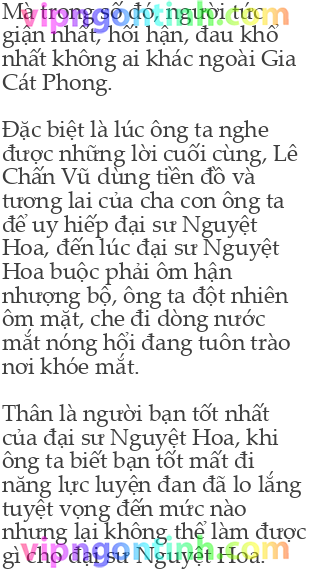 vipngontinh.com
Mà trong số đó, người tức
giận nhất, hối hận, đau khổ
nhất không ai khác ngoài Gia
Cát Phong.
Đặc biệt là lúc ông ta nghe
được những lời cuối cùng, Lê
Chấn Vũ dùng tiền đồ và
tương lai của cha con ông ta
để uy hiếp đại sư Nguyệt
Hoa, đến lúc đại sư Nguyệt
Hoa buộc phải ôm hận
nhượng bộ, ông ta đột nhiên
ôm mặt, che đi dòng nước
mắt nóng hổi đang tuôn trào
nơi khóe mắt.
Thân là người bạn tốt nhất
của đại sư Nguyệt Hoa, khi
ông ta biết bạn tốt mất đi
năng lực luyện đan đã lo lắng
tuyệt vọng đến mức nào
nhưng lại không thể làm được
gì cho đại sư Nguyệt Hoa.
vipngontinh.com